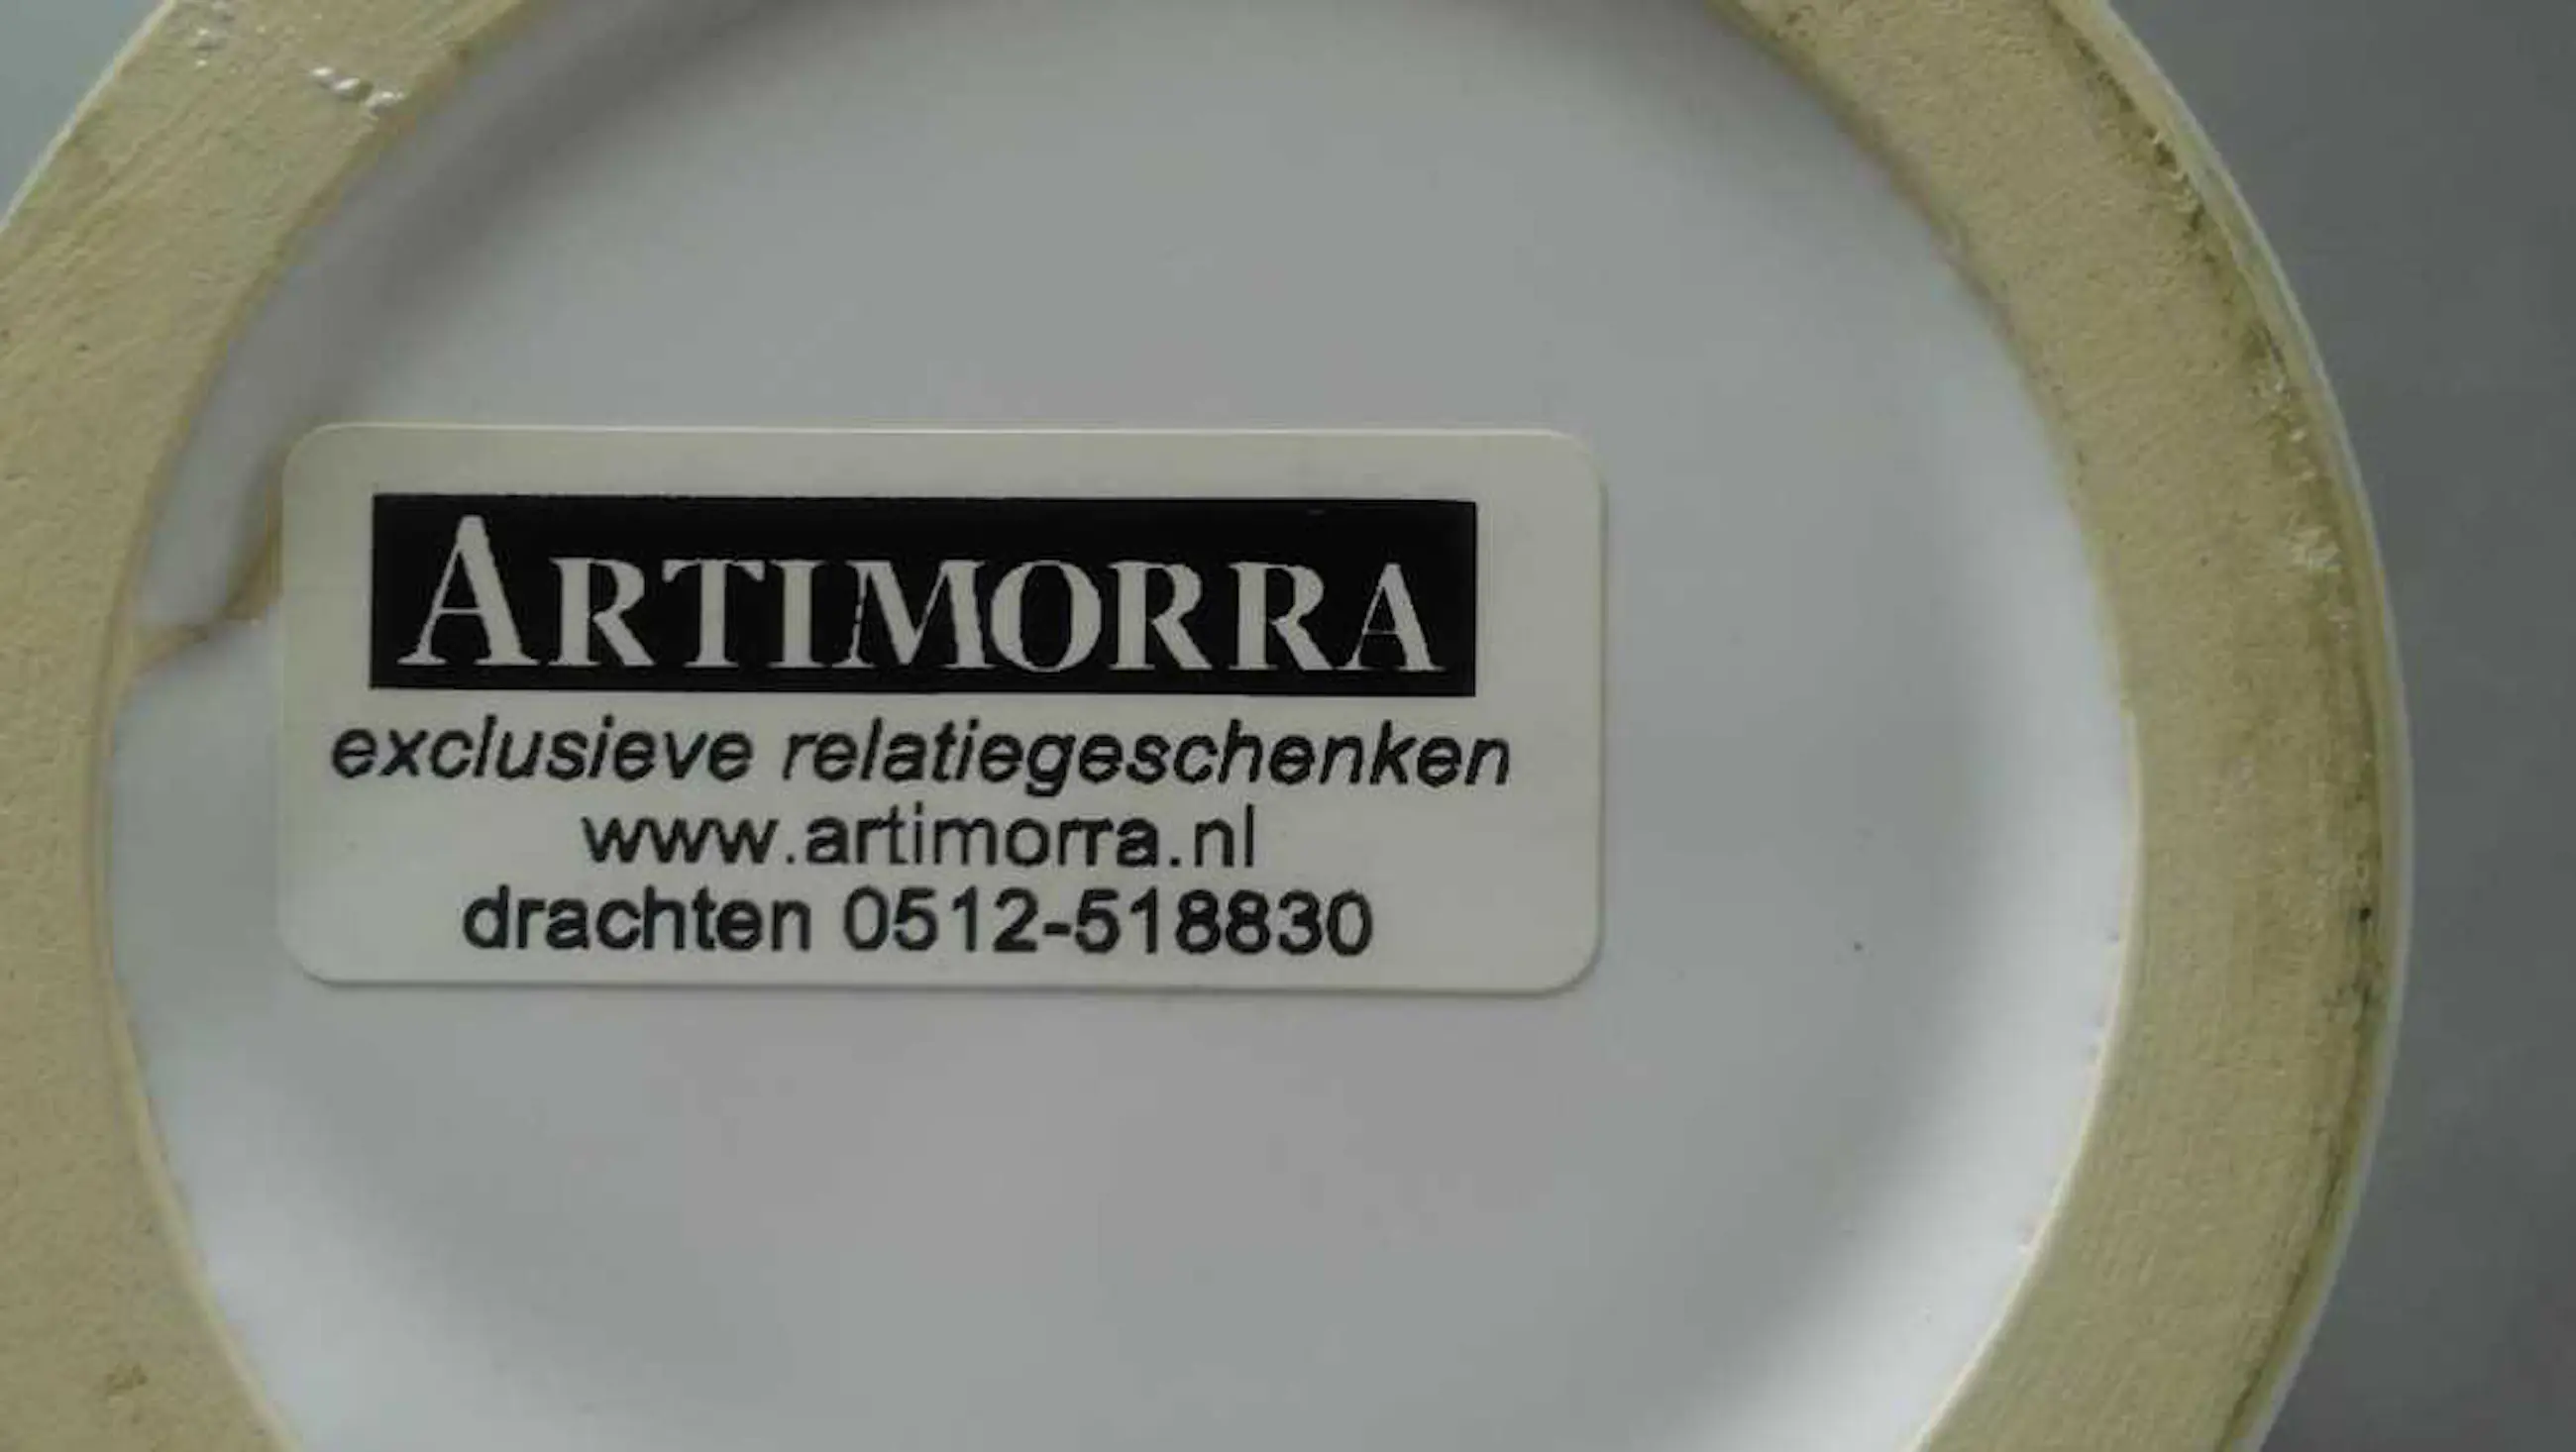 ARTIMORRA
exclusieve relatiegeschenken
www.artimorra.nl
drachten 0512-518830